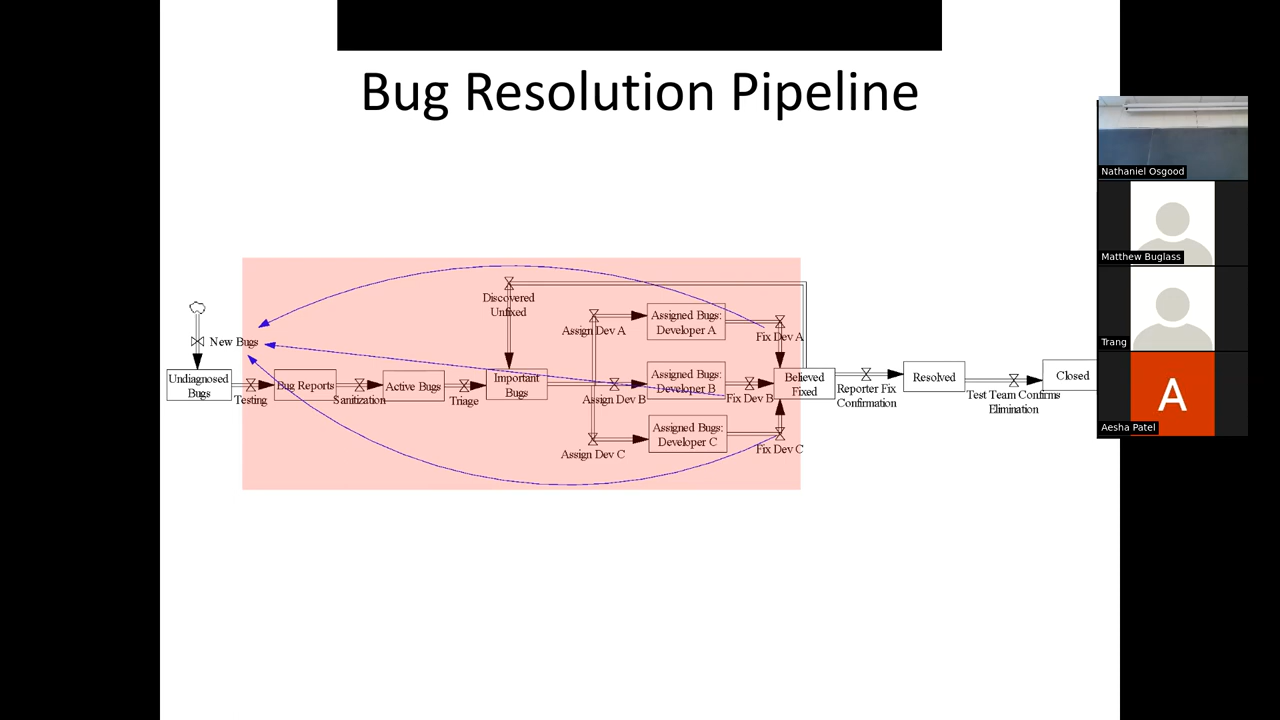 Bug Resolution Pipeline
Nathaniel Osgood
Matthew Buglass
Trang
A
Aesha Patel
New Bugs
Undiagnosed
Bugs
Testing
Bug Reports
Sanitization
Active Bugs
Triage
Important
Bugs
Discovered
Unfixed
Assign Dev A
Assigned Bugs:
Developer A
Fix Dev A
Assign Dev B
Assigned Bugs:
Developer B
Fix Dev B
Assign Dev C
Assigned Bugs:
Developer C
Fix Dev C
Believed
Fixed
Reporter Fix
Confirmation
Resolved
Test Team Confirms
Elimination
Closed